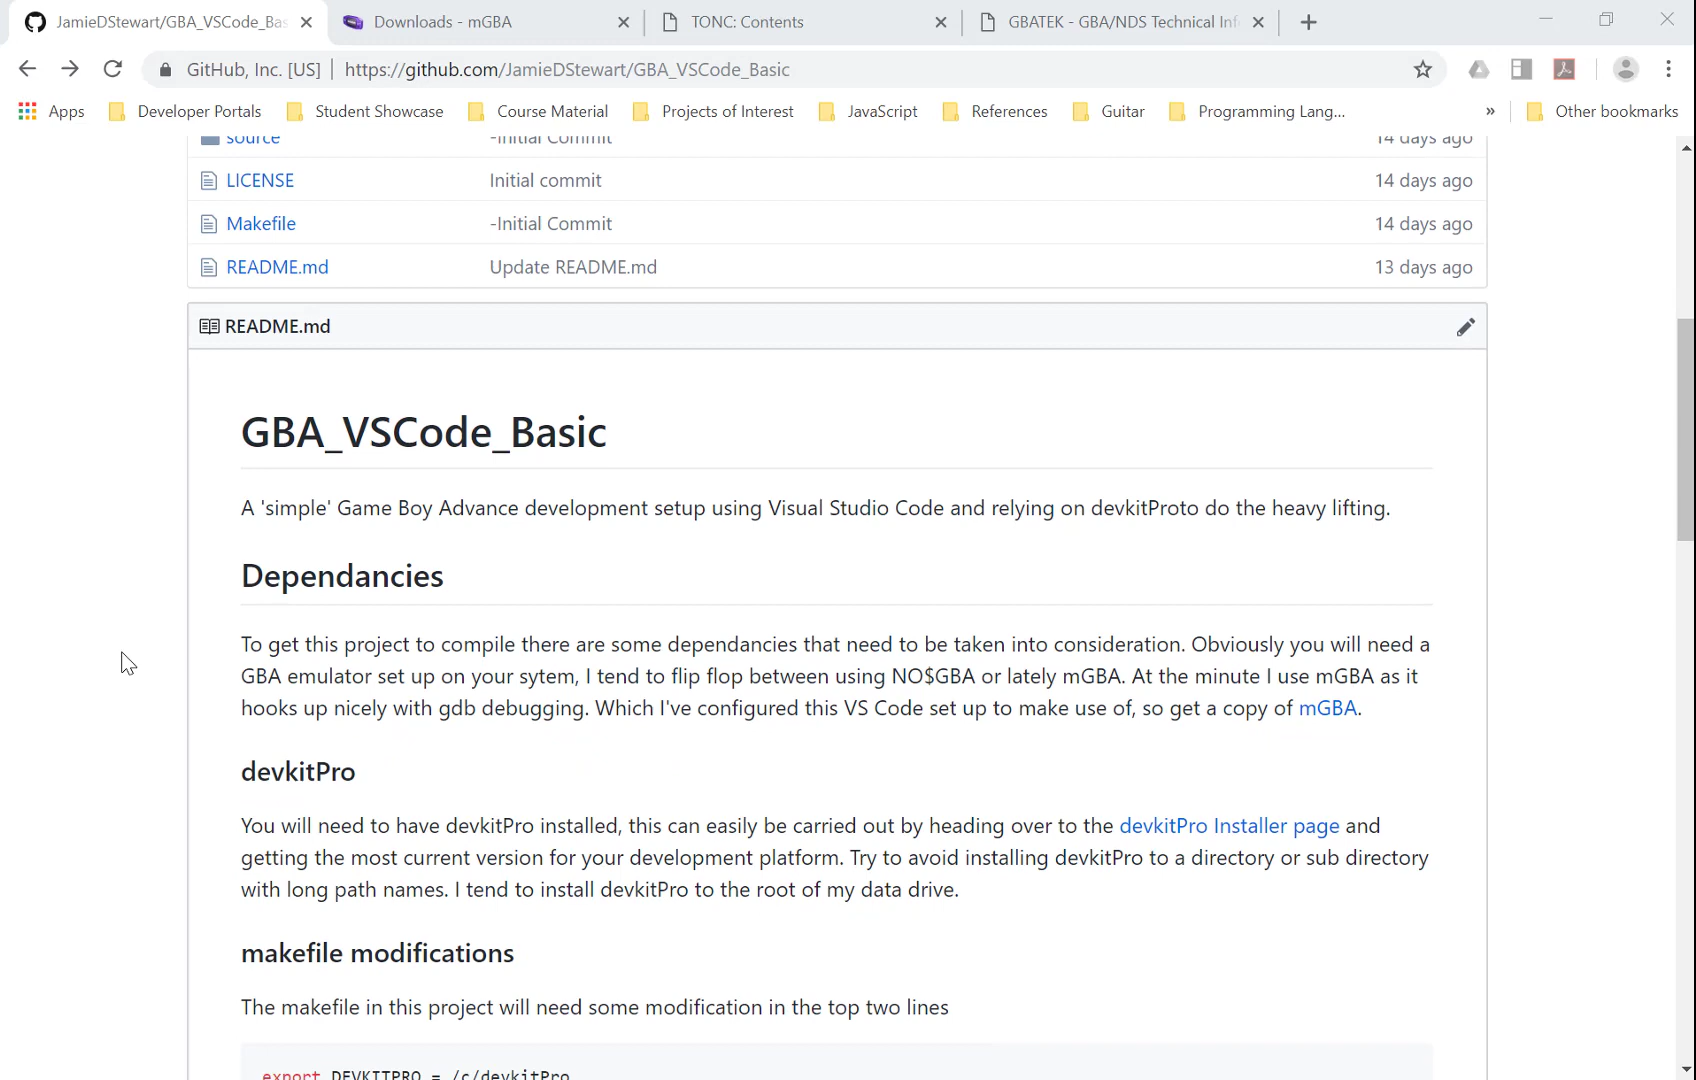 JamieDStewart/GBA_VSCode_Bas
Downloads - mGBA
TONC: Contents
GBATEK - GBA/NDS Technical Inf
GitHub, Inc. [US] | https://github.com/JamieDStewart/GBA_VSCode_Basic
Apps Developer Portals Student Showcase Course Material Projects of Interest JavaScript References Guitar Programming Lang... » Other bookmarks
source -Initial Commit 14 days ago
LICENSE Initial commit 14 days ago
Makefile -Initial Commit 14 days ago
README.md Update README.md 13 days ago
README.md
GBA_VSCode_Basic
A 'simple' Game Boy Advance development setup using Visual Studio Code and relying on devkitProto do the heavy lifting.
Dependancies
To get this project to compile there are some dependancies that need to be taken into consideration. Obviously you will need a
GBA emulator set up on your sytem, I tend to flip flop between using NO$GBA or lately mGBA. At the minute I use mGBA as it
hooks up nicely with gdb debugging. Which I've configured this VS Code set up to make use of, so get a copy of mGBA.
devkitPro
You will need to have devkitPro installed, this can easily be carried out by heading over to the devkitPro Installer page and
getting the most current version for your development platform. Try to avoid installing devkitPro to a directory or sub directory
with long path names. I tend to install devkitPro to the root of my data drive.
makefile modifications
The makefile in this project will need some modification in the top two lines
export DEVKITPRO = /c/devkitPro